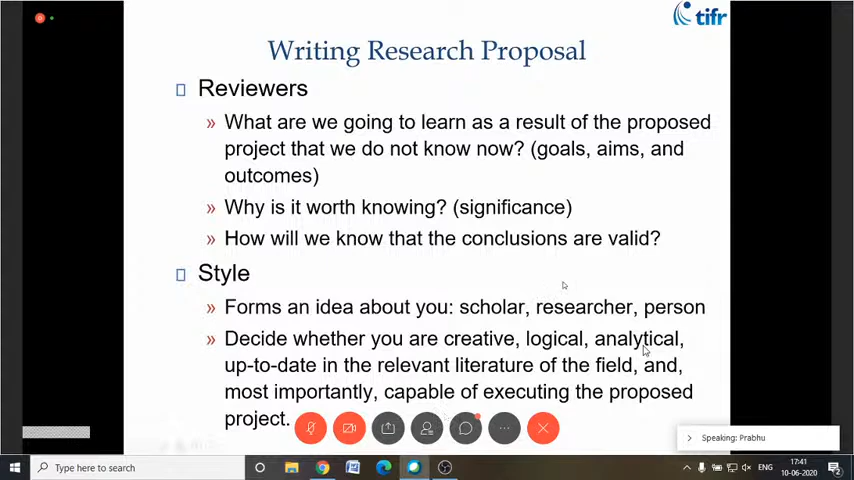 tifr
Writing Research Proposal
Reviewers
» What are we going to learn as a result of the proposed
project that we do not know now? (goals, aims, and
outcomes)
» Why is it worth knowing? (significance)
» How will we know that the conclusions are valid?
Style
» Forms an idea about you: scholar, researcher, person
» Decide whether you are creative, logical, analytical,
up-to-date in the relevant literature of the field, and,
most importantly, capable of executing the proposed
project.
Speaking: Prabhu
Type here to search
ENG
17:41
10-06-2020
2